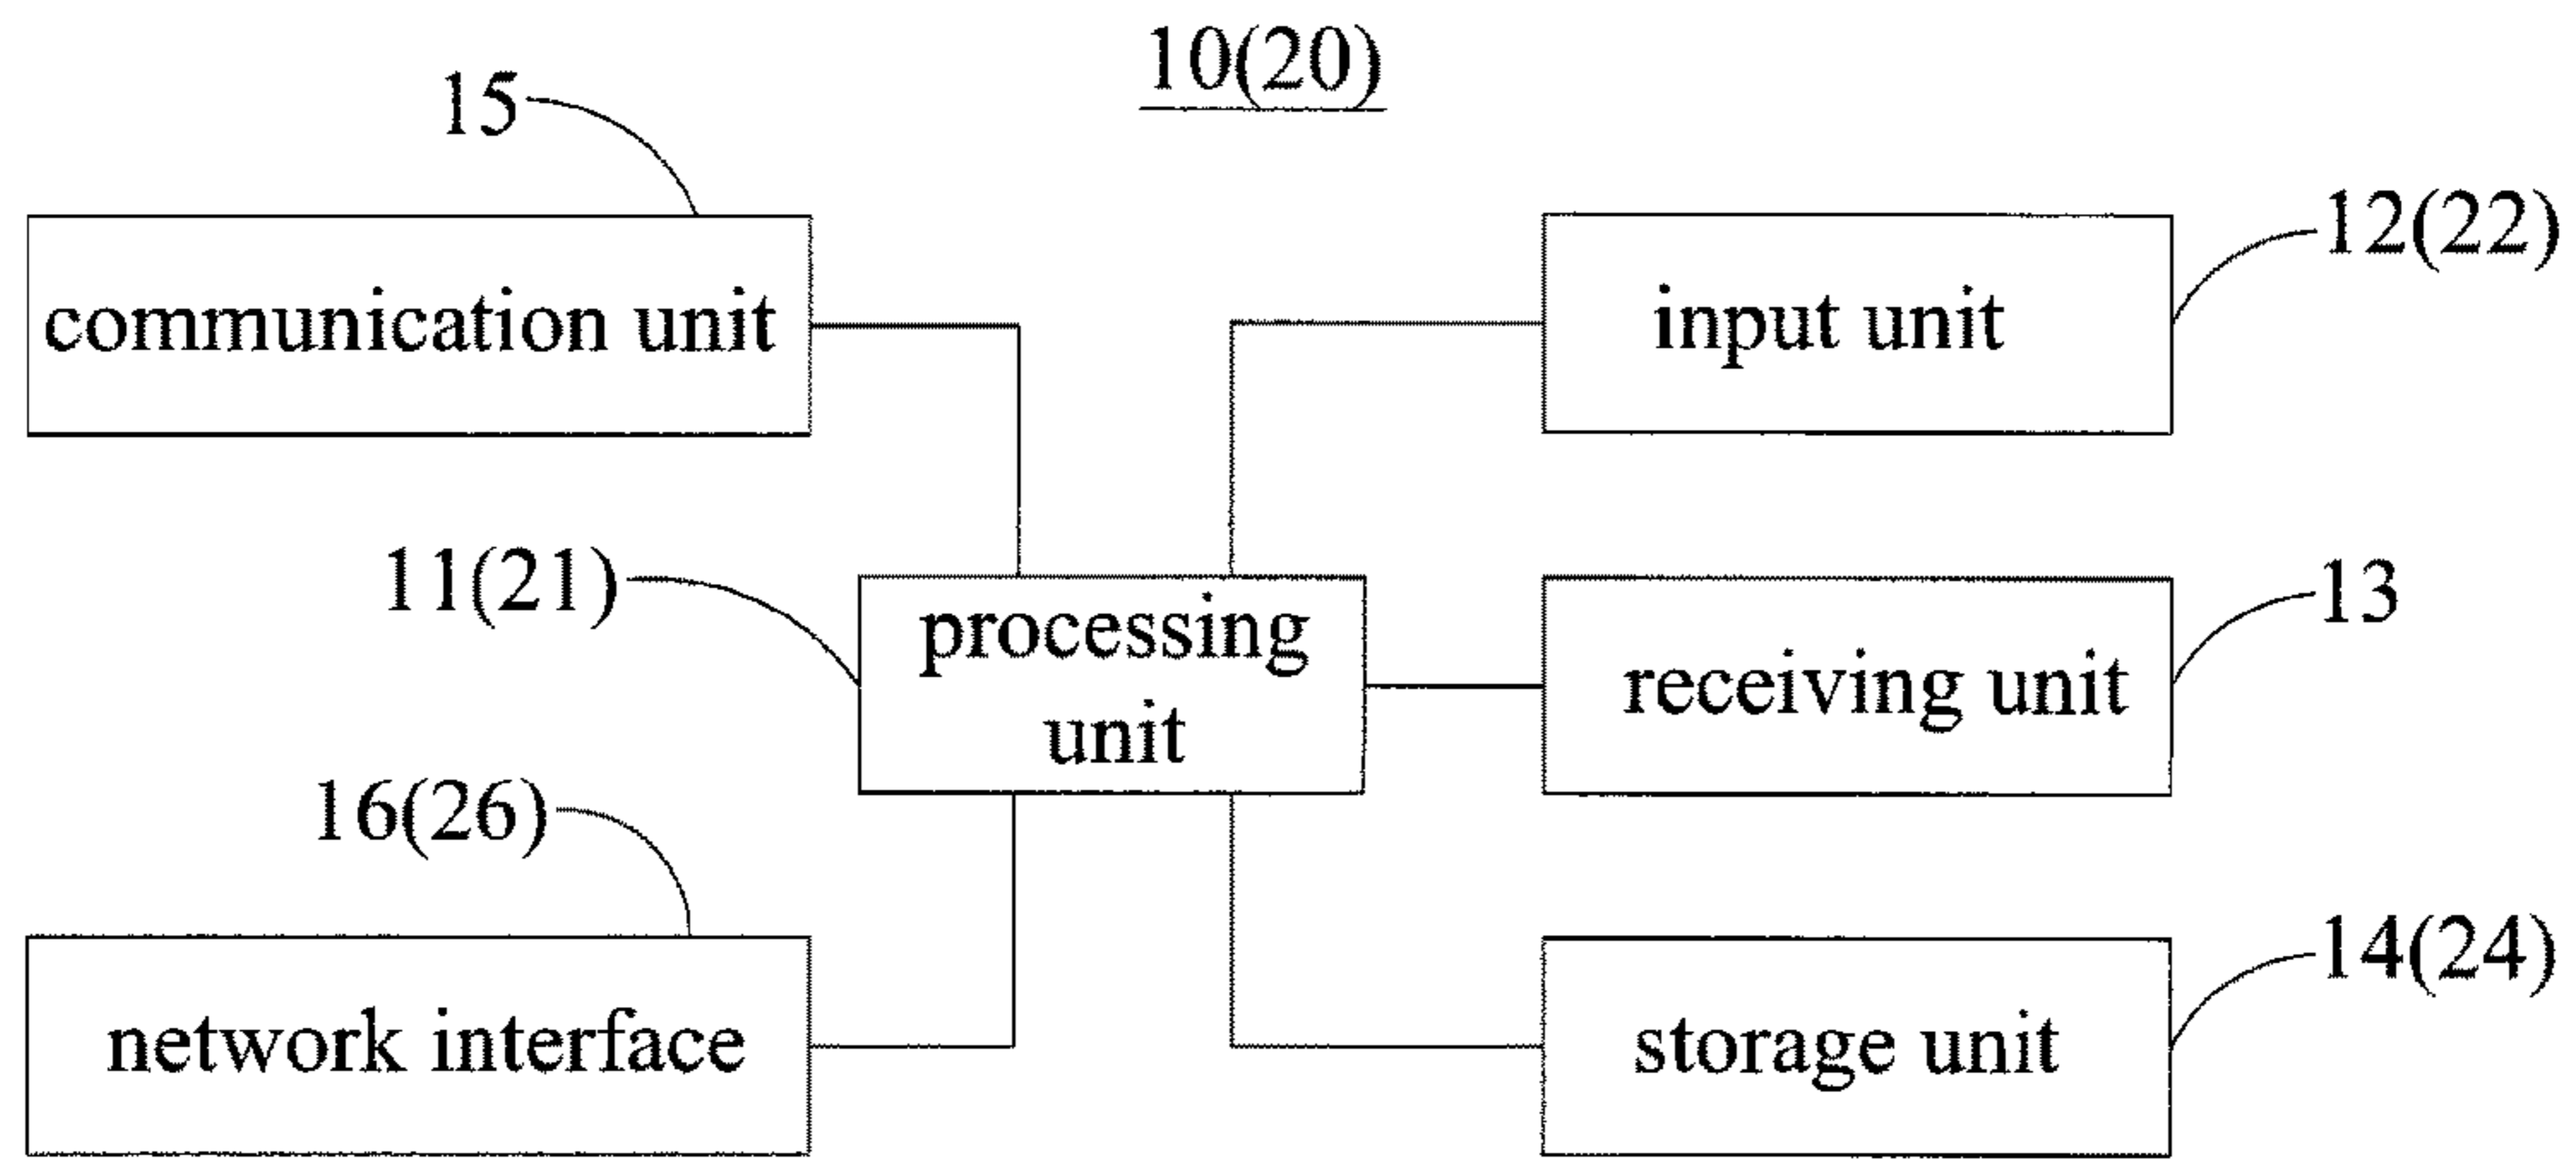 10(20)
15
communication unit
12(22)
input unit
11(21)
processing
unit
13
receiving unit
16(26)
network interface
14(24)
storage unit